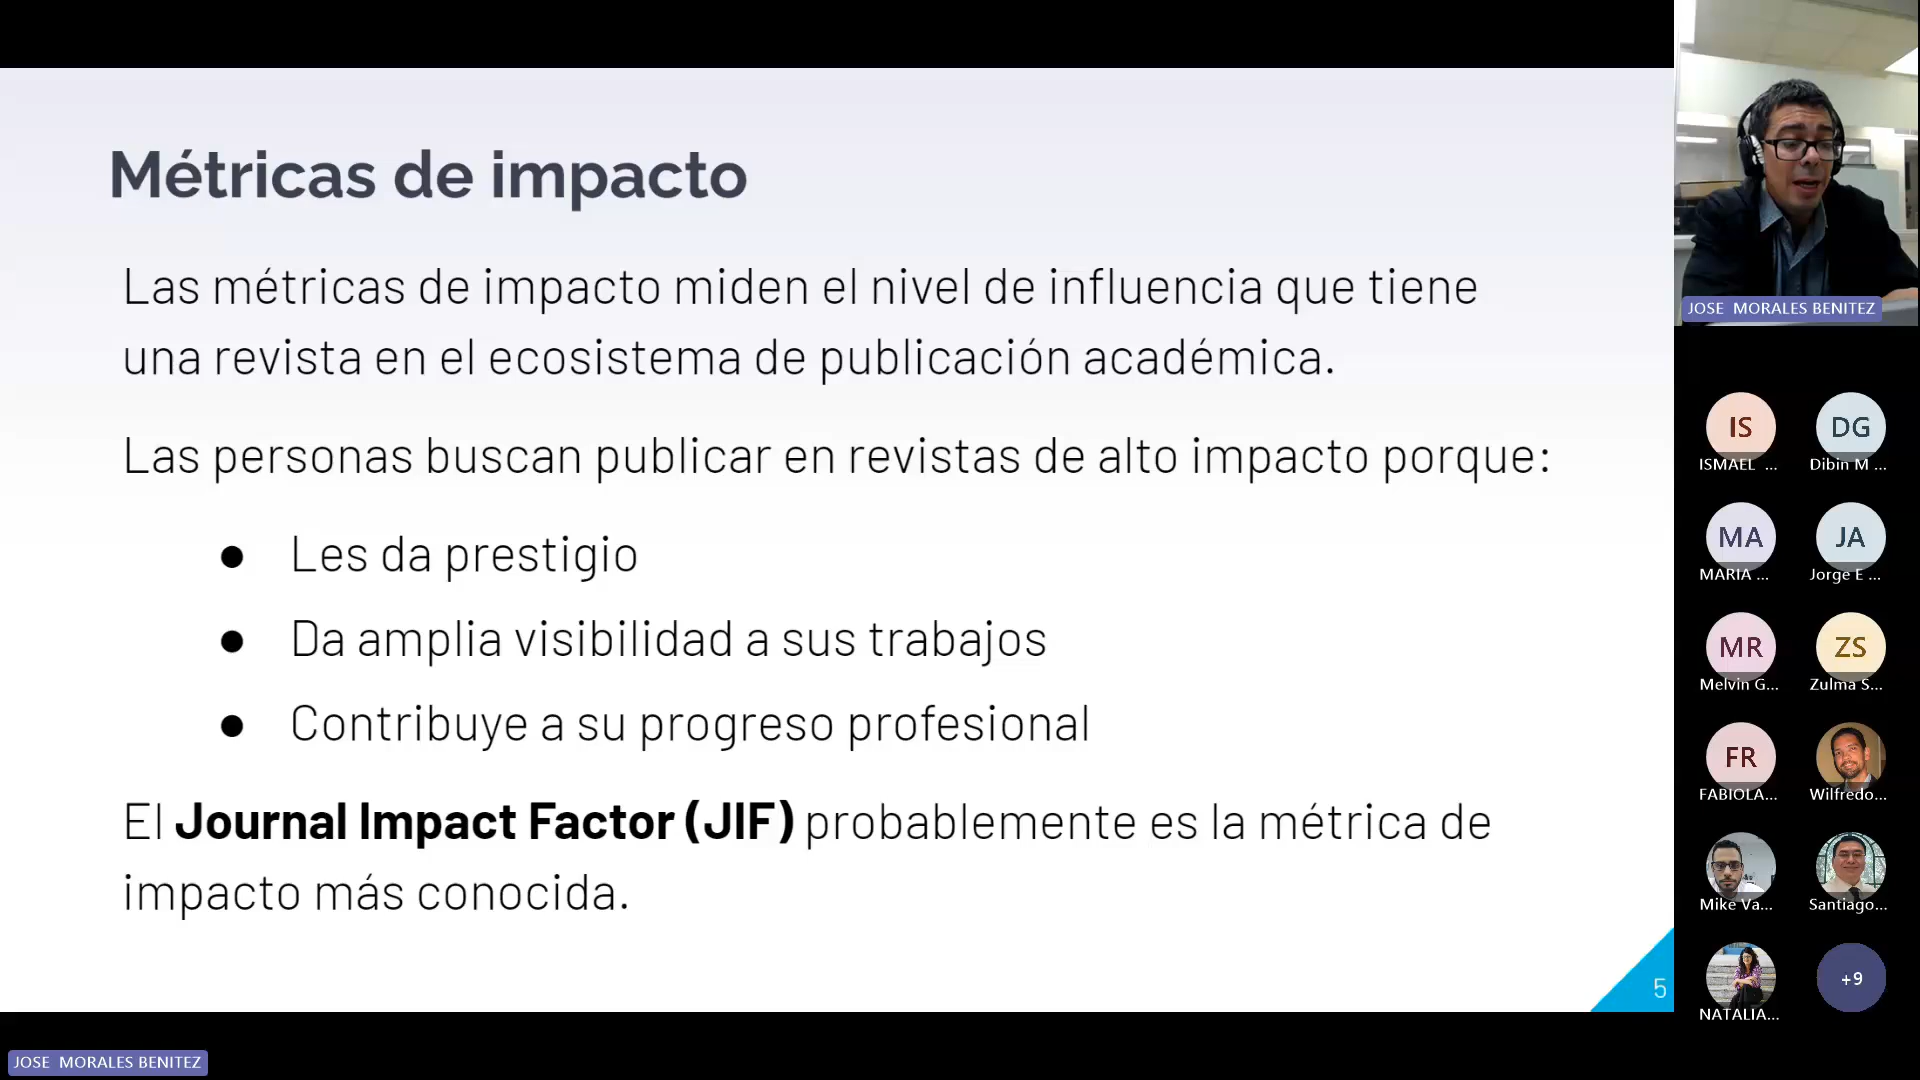 Métricas de impacto
Las métricas de impacto miden el nivel de influencia que tiene
una revista en el ecosistema de publicación académica.
Las personas buscan publicar en revistas de alto impacto porque:
● Les da prestigio
● Da amplia visibilidad a sus trabajos
● Contribuye a su progreso profesional
El Journal Impact Factor (JIF) probablemente es la métrica de
impacto más conocida.
5
JOSE MORALES BENITEZ
IS
ISMAEL ...
DG
Dibin M ...
MA
MARIA ...
JA
Jorge E ...
MR
Melvin G...
ZS
Zulma S...
FR
FABIOLA...
Wilfredo...
Mike Va...
Santiago...
NATALIA...
+9
JOSE MORALES BENITEZ